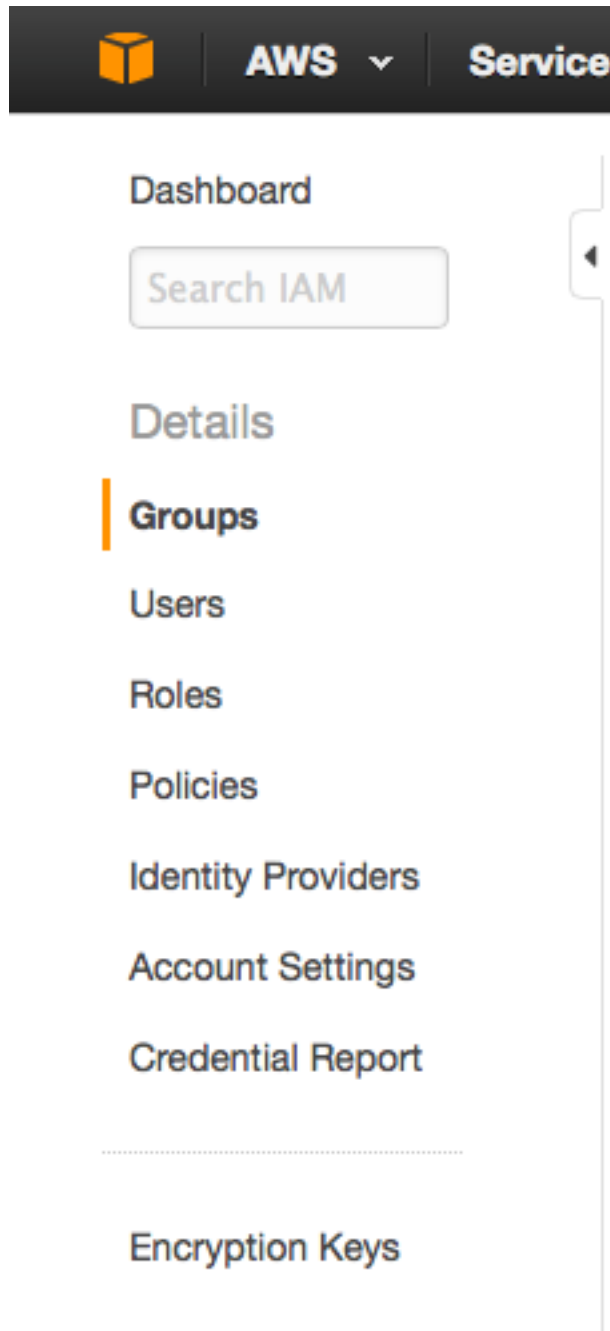 AWS Service
Dashboard
Search IAM
Details
Groups
Users
Roles
Policies
Identity Providers
Account Settings
Credential Report
Encryption Keys